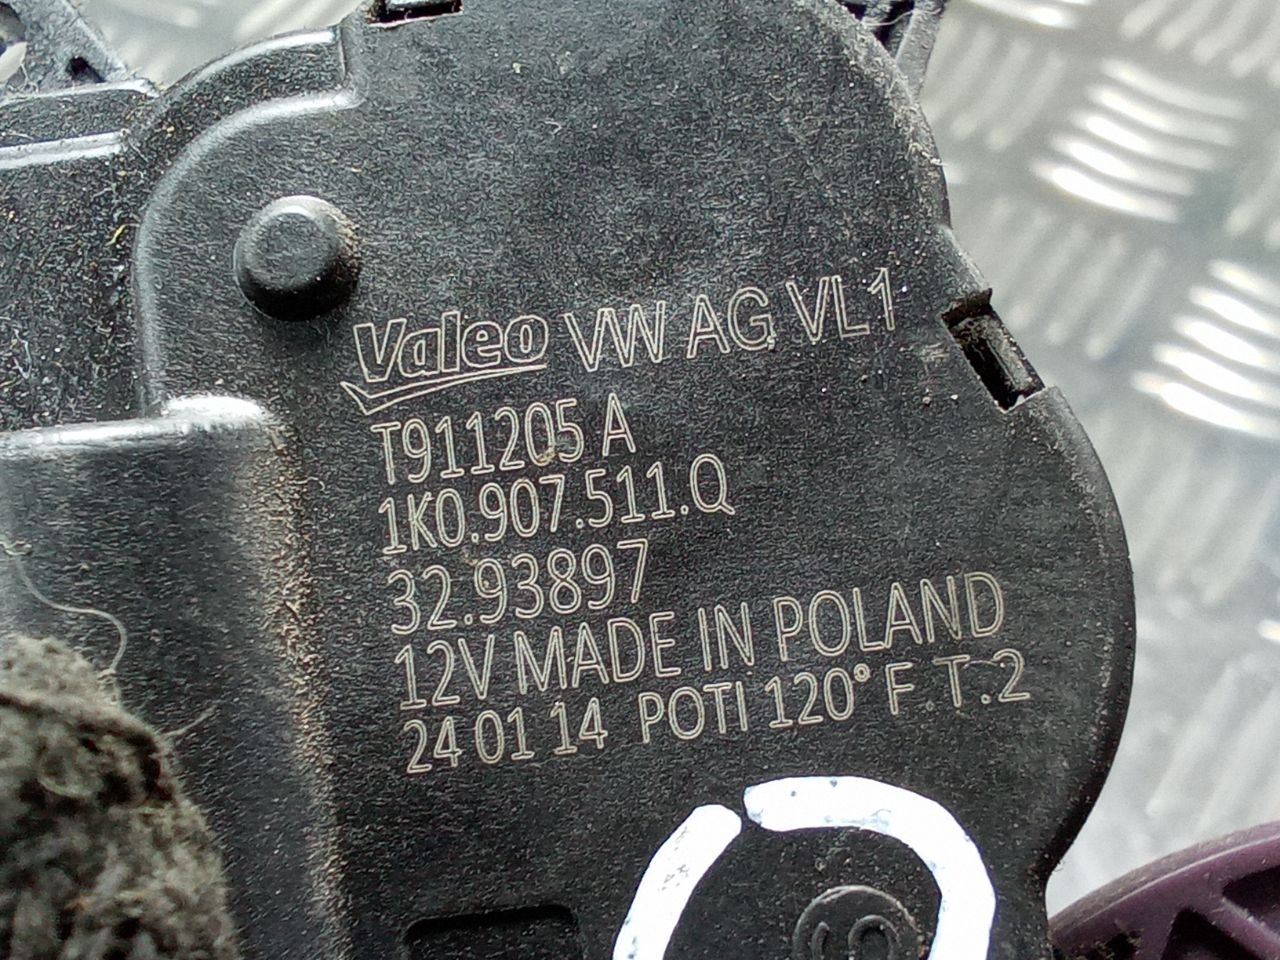 Valeo VW AG VL1
T911205 A
1K0.907.511.Q
32.93897
12V MADE IN POLAND
24 01 14 POTI 120° F.T.2